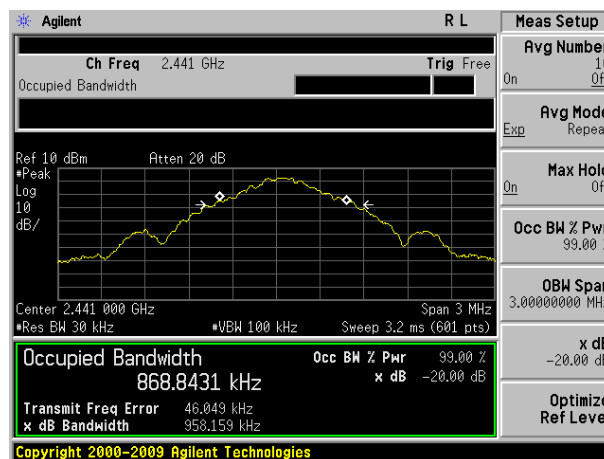 Agilent R L Meas Setup
Ch Freq 2.441 GHz Trig Free
Occupied Bandwidth
Ref 10 dBm Atten 20 dB
#Peak
Log
10
dB/
Center 2.441 000 GHz Span 3 MHz
#Res BW 30 kHz #VBW 100 kHz Sweep 3.2 ms (601 pts)
Occupied Bandwidth
868.8431 kHz
Occ BW % Pwr 99.00 %
x dB -20.00 dB
Transmit Freq Error 46.049 kHz
x dB Bandwidth 958.159 kHz
Copyright 2000-2009 Agilent Technologies
Avg Number
On
Avg Mode
Exp Repea
Max Hold
On Of
Occ BW % Pwr
99.00
OBW Span
3.00000000 MH
x dB
-20.00 dB
Optimize
Ref Leve